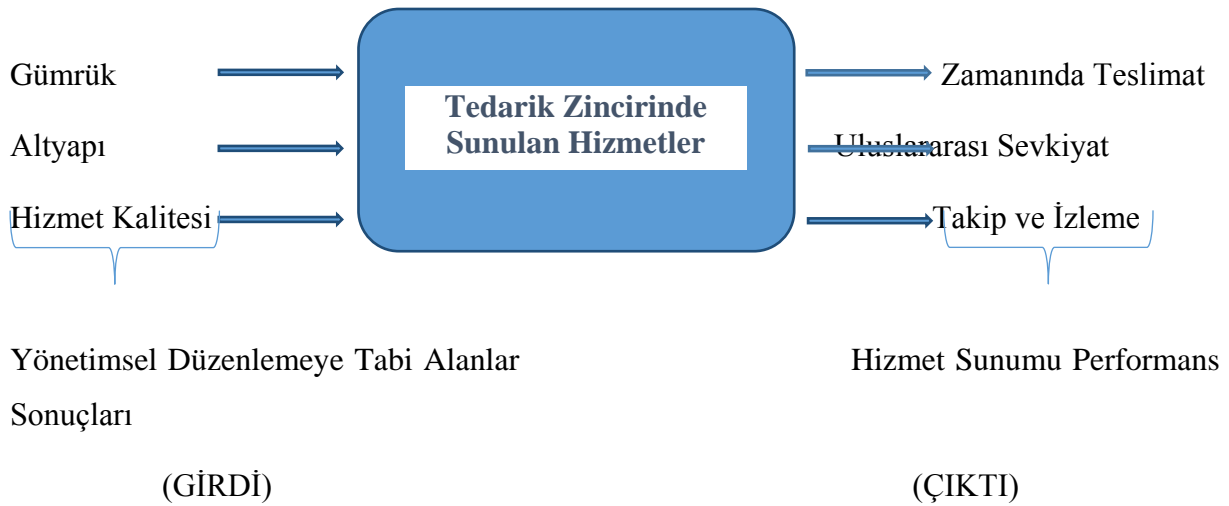 Gümrük
Zamanında Teslimat
Tedarik Zincirinde
Sunulan Hizmetler
Altyapı
Uluslararası Sevkiyat
Hizmet Kalitesi
Takip ve İzleme
Yönetimsel Düzenlemeye Tabi Alanlar Hizmet Sunumu Performans
Sonuçları
(GİRDİ) (ÇIKTI)